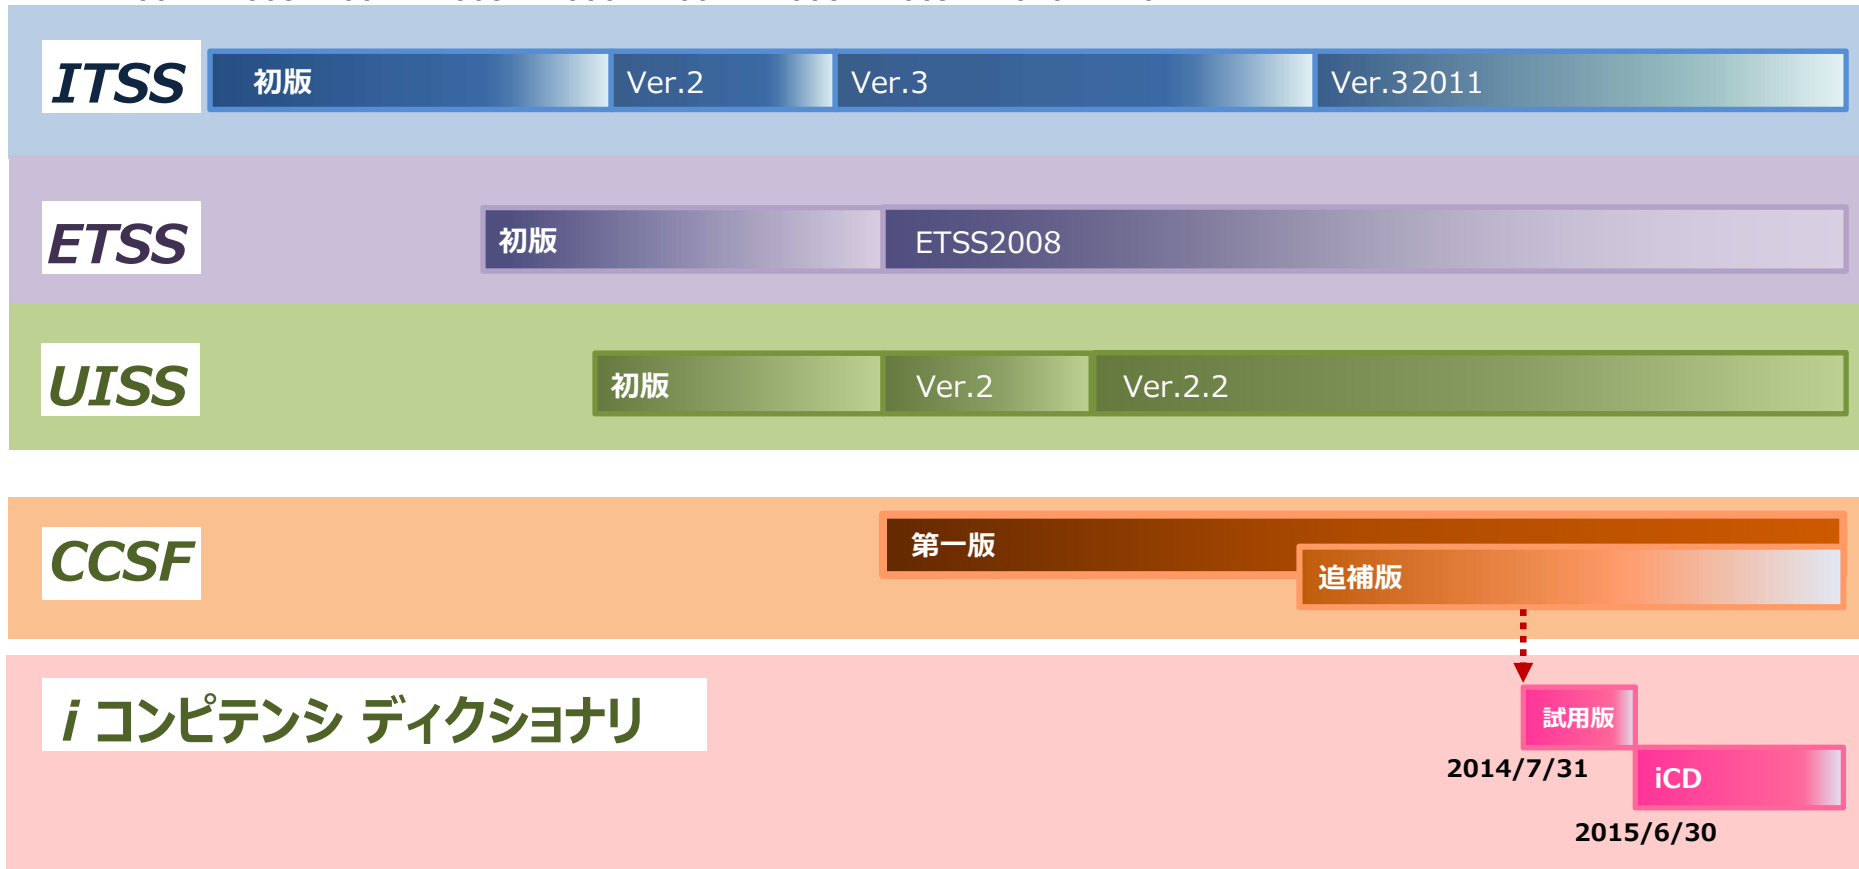 ITSS 初版 Ver.2 Ver.3 Ver.32011
ETSS 初版 ETSS2008
UISS 初版 Ver.2 Ver.2.2
CCSF 第一版
追補版
i コンピテンシ ディクショナリ 試用版
2014/7/31 iCD
2015/6/30